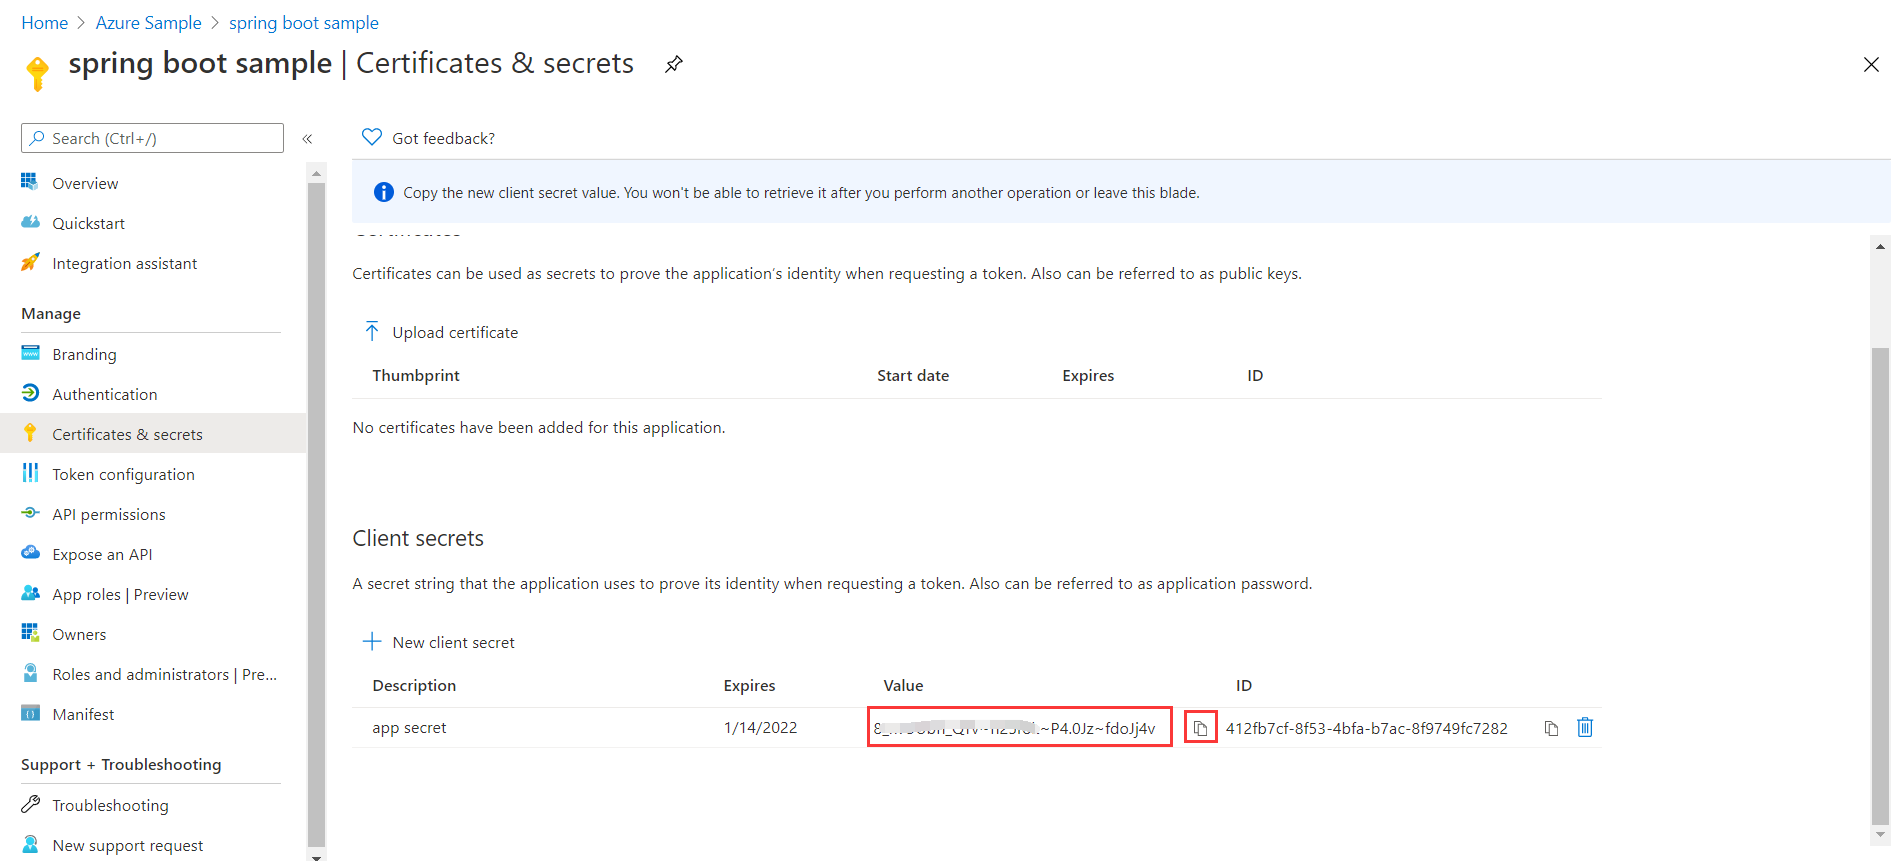 Home > Azure Sample > spring boot sample
spring boot sample | Certificates & secrets
Search (Ctrl+/)
«
Overview
Quickstart
Integration assistant
Manage
Branding
Authentication
Certificates & secrets
Token configuration
API permissions
Expose an API
App roles | Preview
Owners
Roles and administrators | Pre...
Manifest
Support + Troubleshooting
Troubleshooting
New support request
Got feedback?
Copy the new client secret value. You won't be able to retrieve it after you perform another operation or leave this blade.
Certificates
Certificates can be used as secrets to prove the application's identity when requesting a token. Also can be referred to as public keys.
Upload certificate
Thumbprint Start date Expires ID
No certificates have been added for this application.
Client secrets
A secret string that the application uses to prove its identity when requesting a token. Also can be referred to as application password.
New client secret
Description Expires Value ID
app secret 1/14/2022 ~P4.0Jz~fdoJj4v 412fb7cf-8f53-4bfa-b7ac-8f9749fc7282